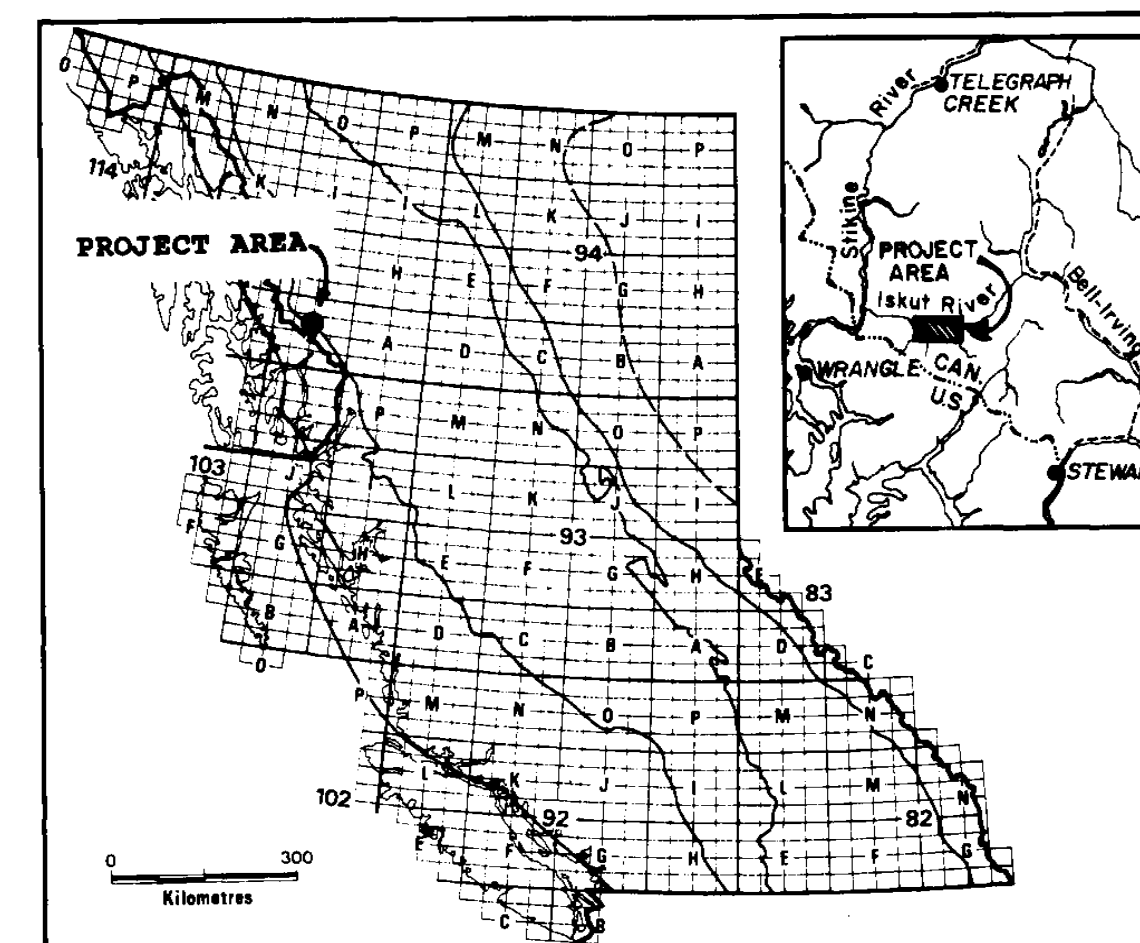 O
P
M
N
O
P
M
N
O
P
114
K
I
L
K
J
I
PROJECT AREA
94
H
E
F
G
H
A
D
C
B
A
P
M
N
O
P
103
J
L
K
J
I
F
G
H
93
E
F
G
H
E
83
B
A
D
C
B
A
D
C
O
P
M
N
O
P
M
N
L
K
J
I
L
M
N
102
92
82
E
F
G
H
E
F
G
C
B
0 300
Kilometres
TELEGRAPH
CREEK
River
Stikine
PROJECT
AREA
Iskut River
Bell-Irving
WRANGLE
CAN
U.S
STEWA